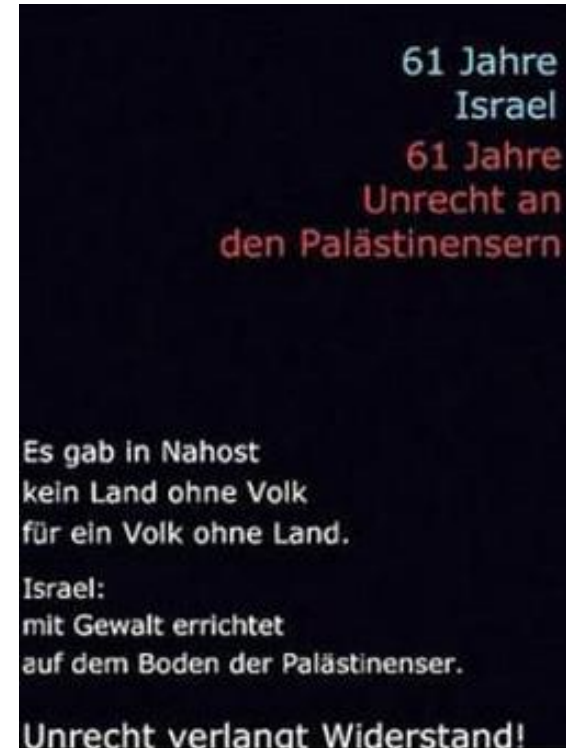 61 Jahre
Israel
61 Jahre
Unrecht an
den Palästinensern
Es gab in Nahost
kein Land ohne Volk
für ein Volk ohne Land.
Israel:
mit Gewalt errichtet
auf dem Boden der Palästinenser.
Unrecht verlangt Widerstand!